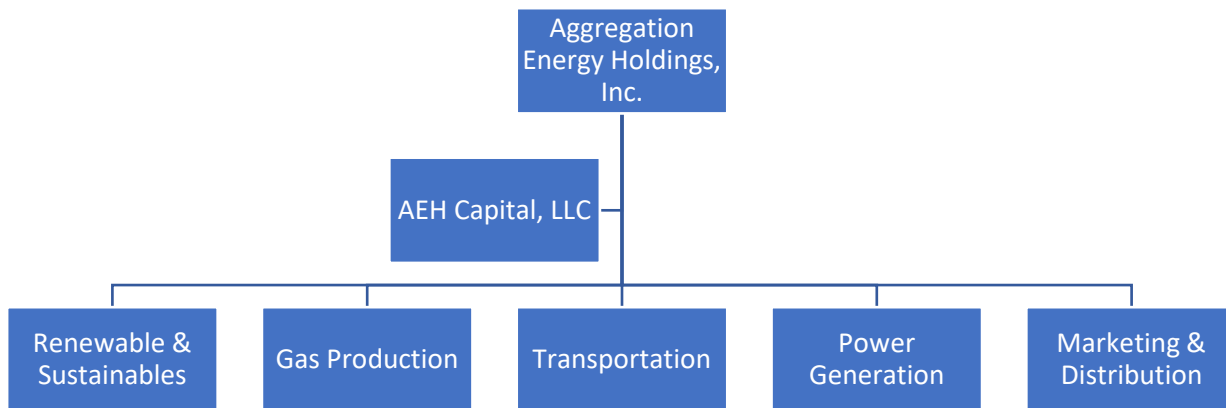 Aggregation
Energy Holdings,
Inc.
AEH Capital, LLC
Renewable &
Sustainables
Gas Production
Transportation
Power
Generation
Marketing &
Distribution